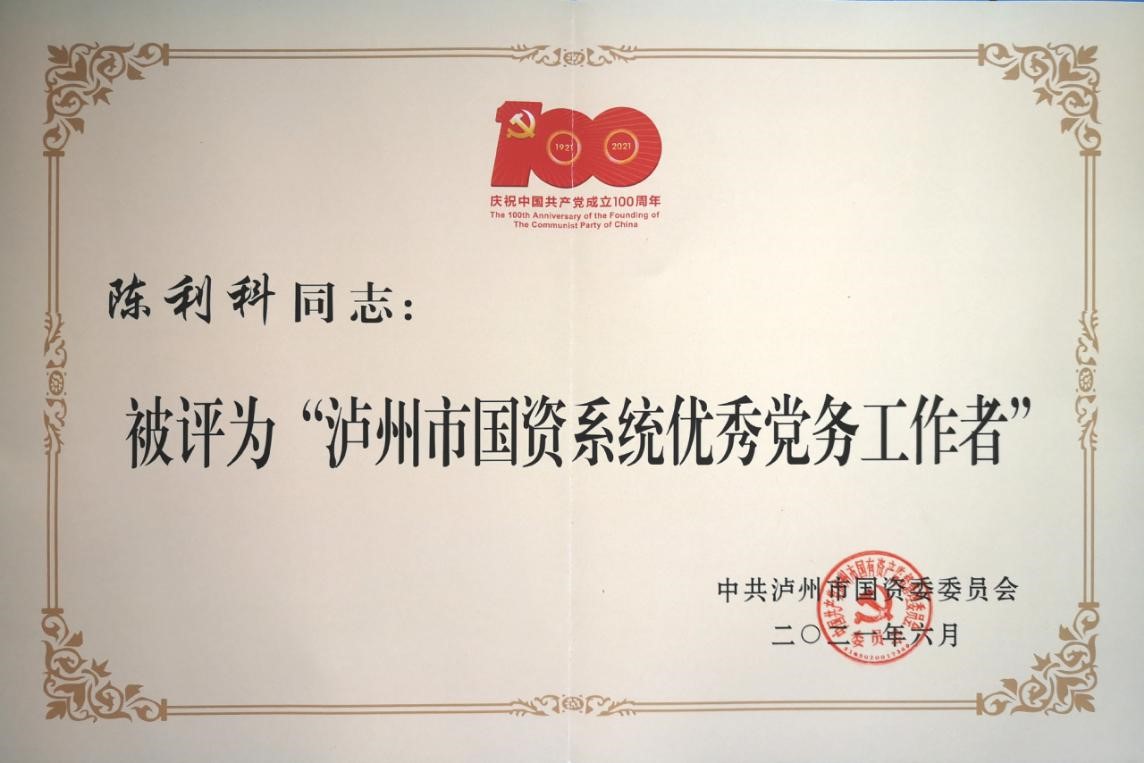 1921 2021
庆祝中国共产党成立100周年
The 100th Anniversary of the Founding of
The Communist Party of China
陈利科同志：
被评为“泸州市国资系统优秀党务工作者”
中共泸州市国资委委员会
二〇二一年六月